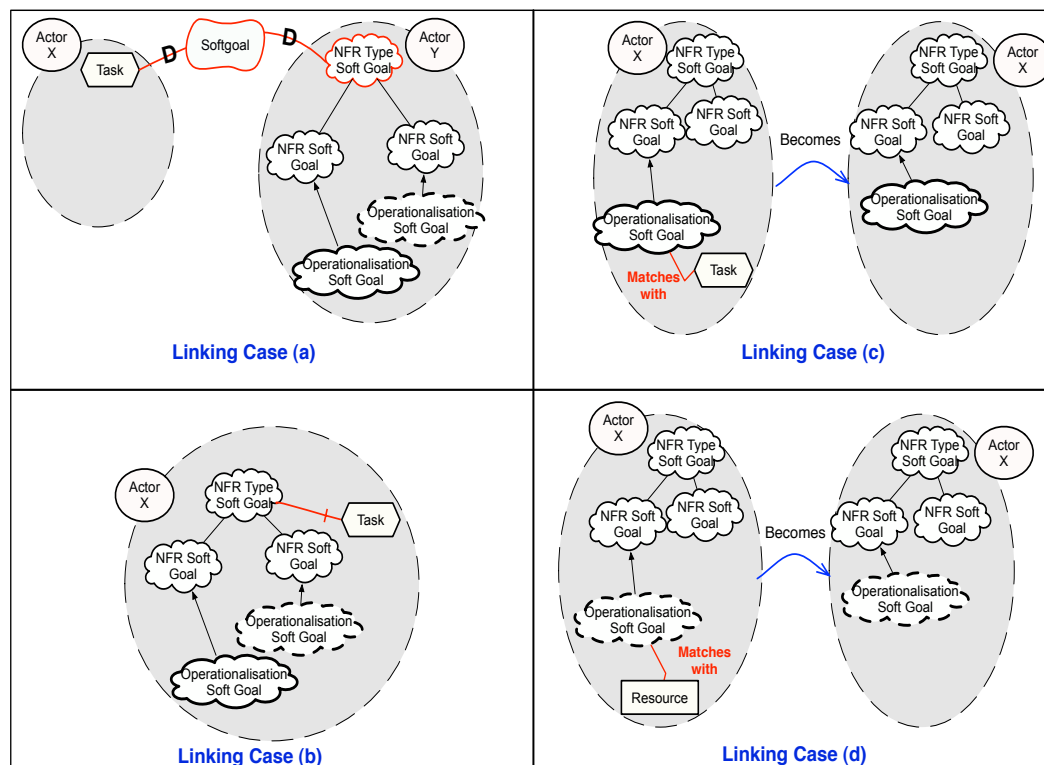 Actor
X
Task
D
Softgoal
D
NFR Type
Soft Goal
Actor
Y
NFR Soft
Goal
NFR Soft
Goal
Operationalisation
Soft Goal
Operationalisation
Soft Goal
Linking Case (a)
Actor
X
NFR Type
Soft Goal
NFR Soft
Goal
NFR Soft
Goal
Operationalisation
Soft Goal
Matches
with
Task
Becomes
NFR Type
Soft Goal
Actor
X
NFR Soft
Goal
NFR Soft
Goal
Operationalisation
Soft Goal
Linking Case (c)
Actor
X
NFR Type
Soft Goal
Task
NFR Soft
Goal
NFR Soft
Goal
Operationalisation
Soft Goal
Operationalisation
Soft Goal
Linking Case (b)
Actor
X
NFR Type
Soft Goal
NFR Soft
Goal
NFR Soft
Goal
Operationalisation
Soft Goal
Matches
with
Resource
Becomes
NFR Type
Soft Goal
Actor
X
NFR Soft
Goal
NFR Soft
Goal
Operationalisation
Soft Goal
Linking Case (d)